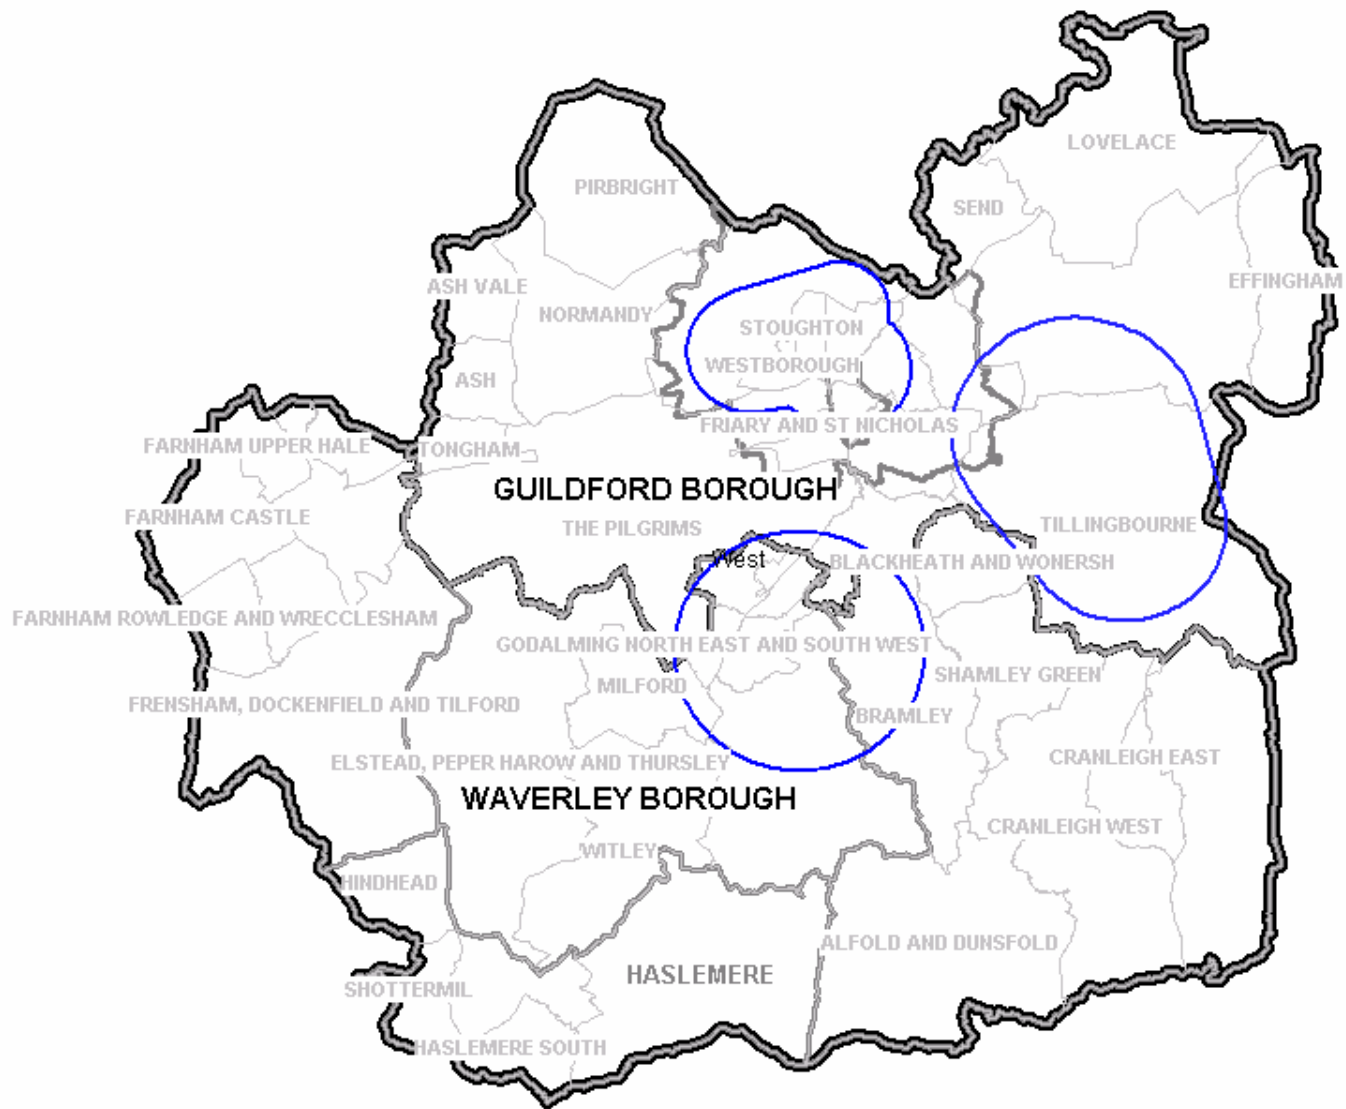 LOVELACE
PIRBRIGHT
SEND
EFFINGHAM
ASH VALE
NORMANDY
STOUGHTON
WESTBOROUGH
ASH
FRIARY AND ST NICHOLAS
FARNHAM UPPER HALE
TONGHAM
GUILDFORD BOROUGH
FARNHAM CASTLE
THE PILGRIMS
TILLINGBOURNE
West
BLACKHEATH AND WONERSH
FARNHAM ROWLEDGE AND WRECCLESHAM
GODALMING NORTH EAST AND SOUTH WEST
SHAMLEY GREEN
MILFORD
FRENSHAM, DOCKENFIELD AND TILFORD
BRAMLEY
CRANLEIGH EAST
ELSTEAD, PEPER HAROW AND THURSLEY
WAVERLEY BOROUGH
CRANLEIGH WEST
WITLEY
HINDHEAD
ALFOLD AND DUNSFOLD
HASLEMERE
SHOTTERMIL
HASLEMERE SOUTH